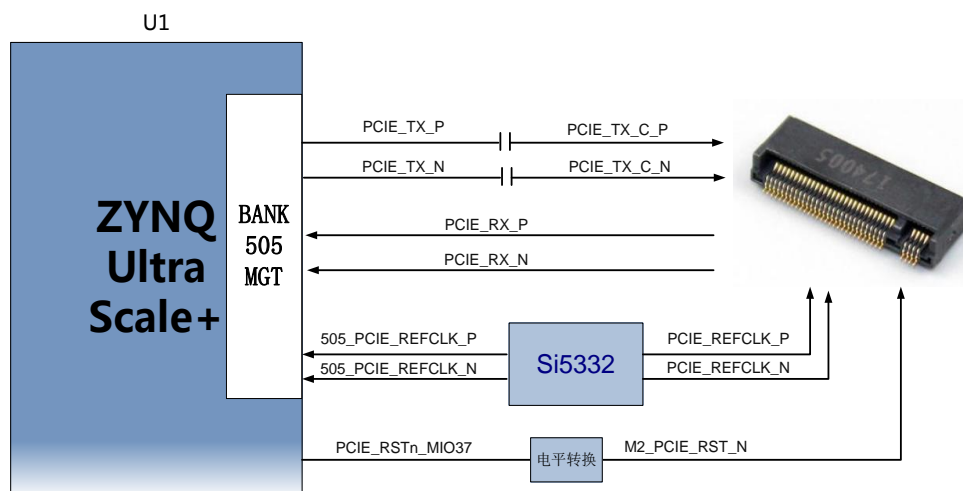 U1
ZYNQ
Ultra
Scale+
BANK
505
MGT
PCIE_TX_P
PCIE_TX_C_P
PCIE_TX_N
PCIE_TX_C_N
PCIE_RX_P
PCIE_RX_N
505_PCIE_REFCLK_P
505_PCIE_REFCLK_N
Si5332
PCIE_REFCLK_P
PCIE_REFCLK_N
PCIE_RSTn_MIO37
电平转换
M2_PCIE_RST_N
174005